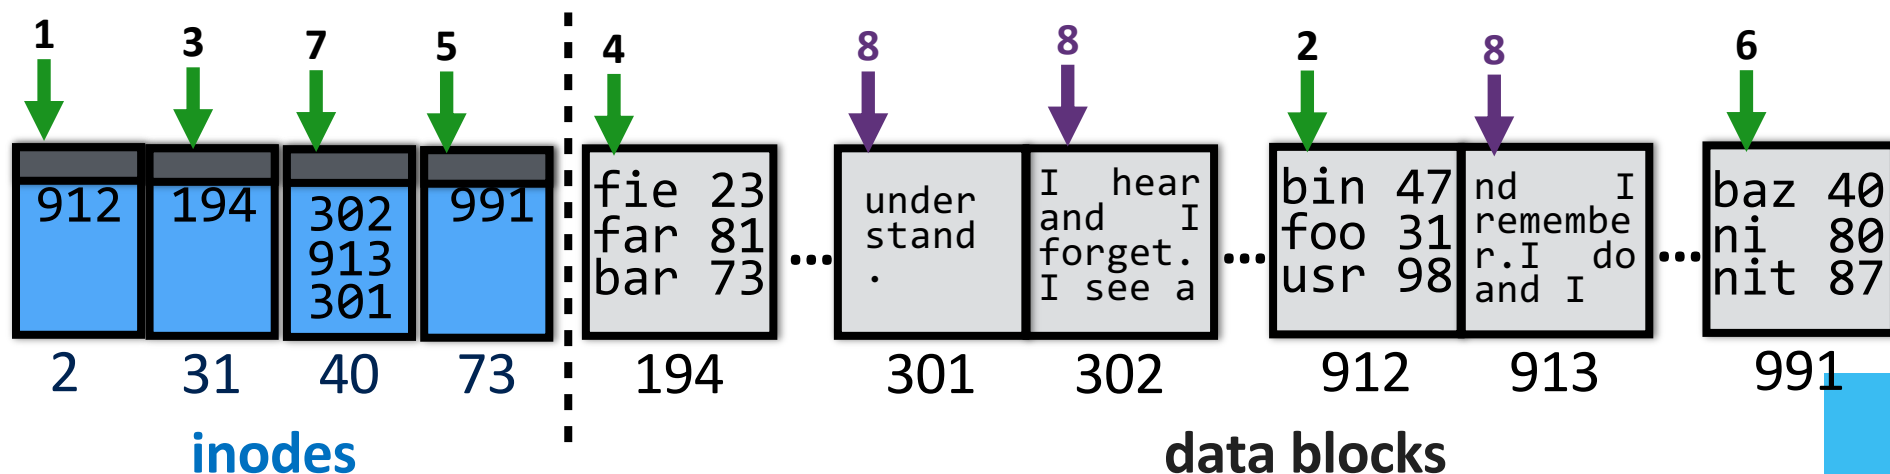 1 3 7 5 4 8 8 2 8 6
912
194
302
913
301
991
fie 23
far 81
bar 73
...
under
stand
.
I hear
and I
forget.
I see a
...
bin 47
foo 31
usr 98
nd I
remembe
r.I do
and I
...
baz 40
ni 80
nit 87
2 31 40 73 194 301 302 912 913 991
inodes data blocks